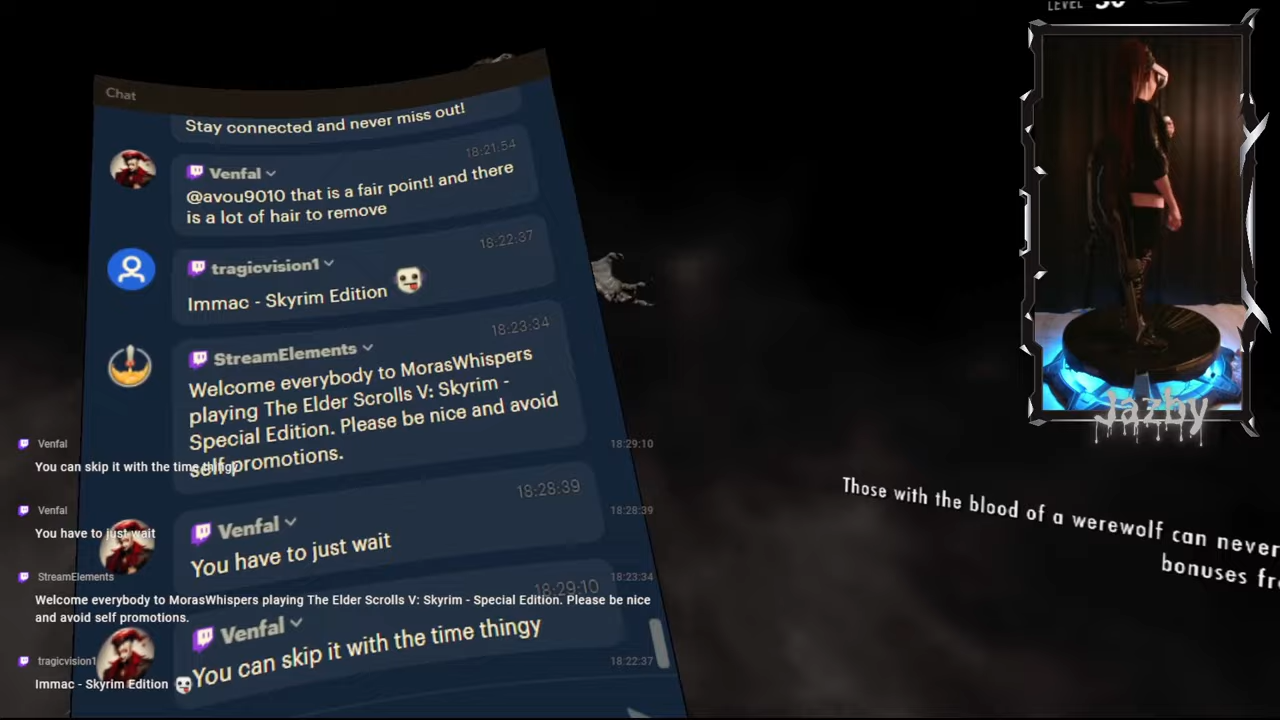 LEVEL
Chat
Stay connected and never miss out!
18:21:54
Venfal
@avou9010 that is a fair point! and there
is a lot of hair to remove
18:22:37
tragicvision1
Immac - Skyrim Edition
18:23:34
StreamElements
Welcome everybody to MorasWhispers
playing The Elder Scrolls V: Skyrim -
Special Edition. Please be nice and avoid
self promotions.
18:28:39
Venfal
You have to just wait
18:29:10
Venfal
You can skip it with the time thingy
Venfal
18:29:10
You can skip it with the time thingy
Venfal
18:28:39
You have to just wait
StreamElements
18:23:34
Welcome everybody to MorasWhispers playing The Elder Scrolls V: Skyrim - Special Edition. Please be nice
and avoid self promotions.
tragicvision1
18:22:37
Immac - Skyrim Edition
Jazhy
Those with the blood of a werewolf can never
bonuses